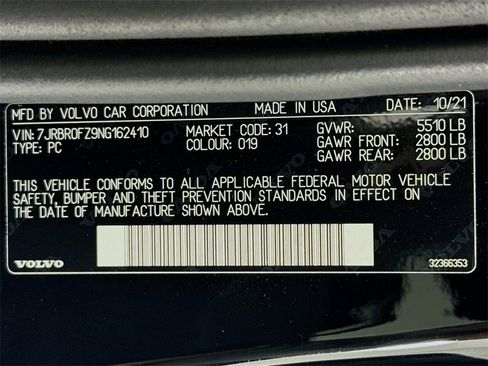 MFD BY VOLVO CAR CORPORATION MADE IN USA DATE: 10/21
VIN: 7JRBR0FZ9NG162410 MARKET CODE: 31 GVWR: 5510 LB
TYPE: PC COLOUR: 019 GAWR FRONT: 2800 LB
GAWR REAR: 2800 LB
THIS VEHICLE CONFORMS TO ALL APPLICABLE FEDERAL MOTOR VEHICLE
SAFETY, BUMPER AND THEFT PREVENTION STANDARDS IN EFFECT ON
THE DATE OF MANUFACTURE SHOWN ABOVE.
VOLVO 32366353